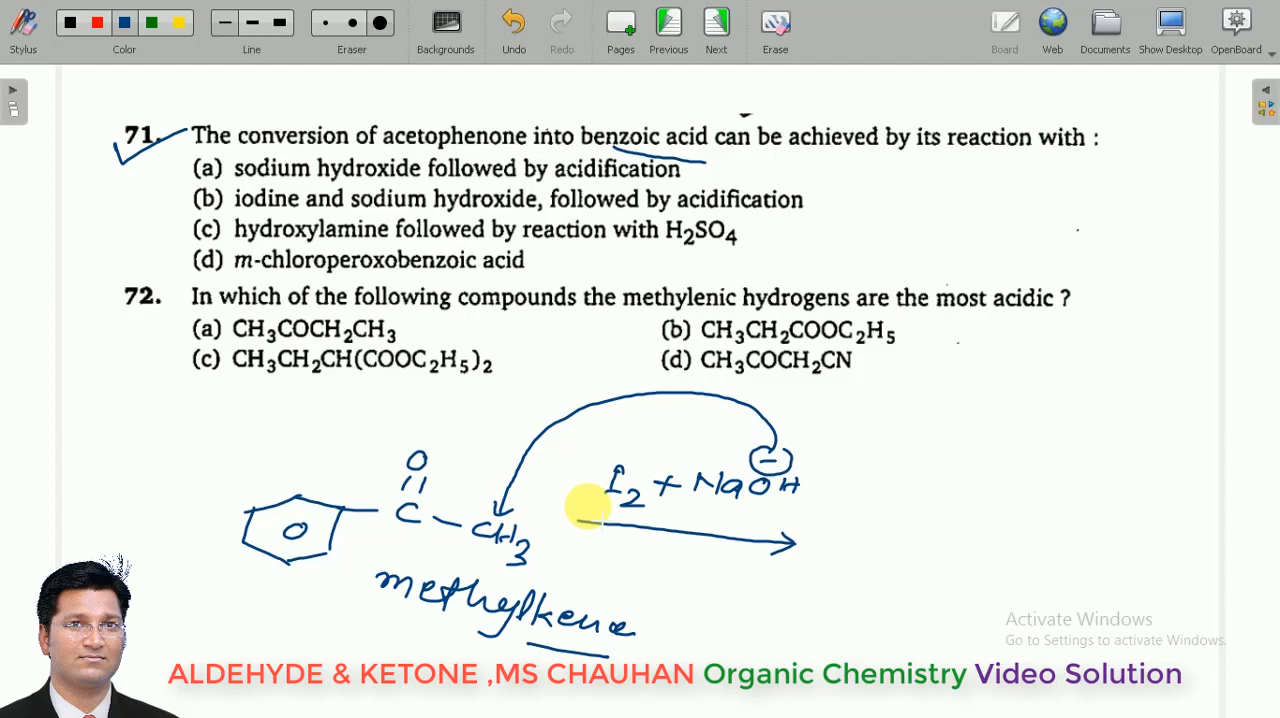 Stylus Color Line Eraser Backgrounds Undo Redo Pages Previous Next Erase Board Web Documents Show Desktop OpenBoard
71. The conversion of acetophenone into benzoic acid can be achieved by its reaction with :
(a) sodium hydroxide followed by acidification
(b) iodine and sodium hydroxide, followed by acidification
(c) hydroxylamine followed by reaction with H₂SO₄
(d) m-chloroperoxobenzoic acid
72. In which of the following compounds the methylenic hydrogens are the most acidic ?
(a) CH₃COCH₂CH₃ (b) CH₃CH₂COOC₂H₅
(c) CH₃CH₂CH(COOC₂H₅)₂ (d) CH₃COCH₂CN
O
I₂ + NaOH
−
C
CH₃
O
methylkene
Activate Windows
Go to Settings to activate Windows.
ALDEHYDE & KETONE ,MS CHAUHAN Organic Chemistry Video Solution